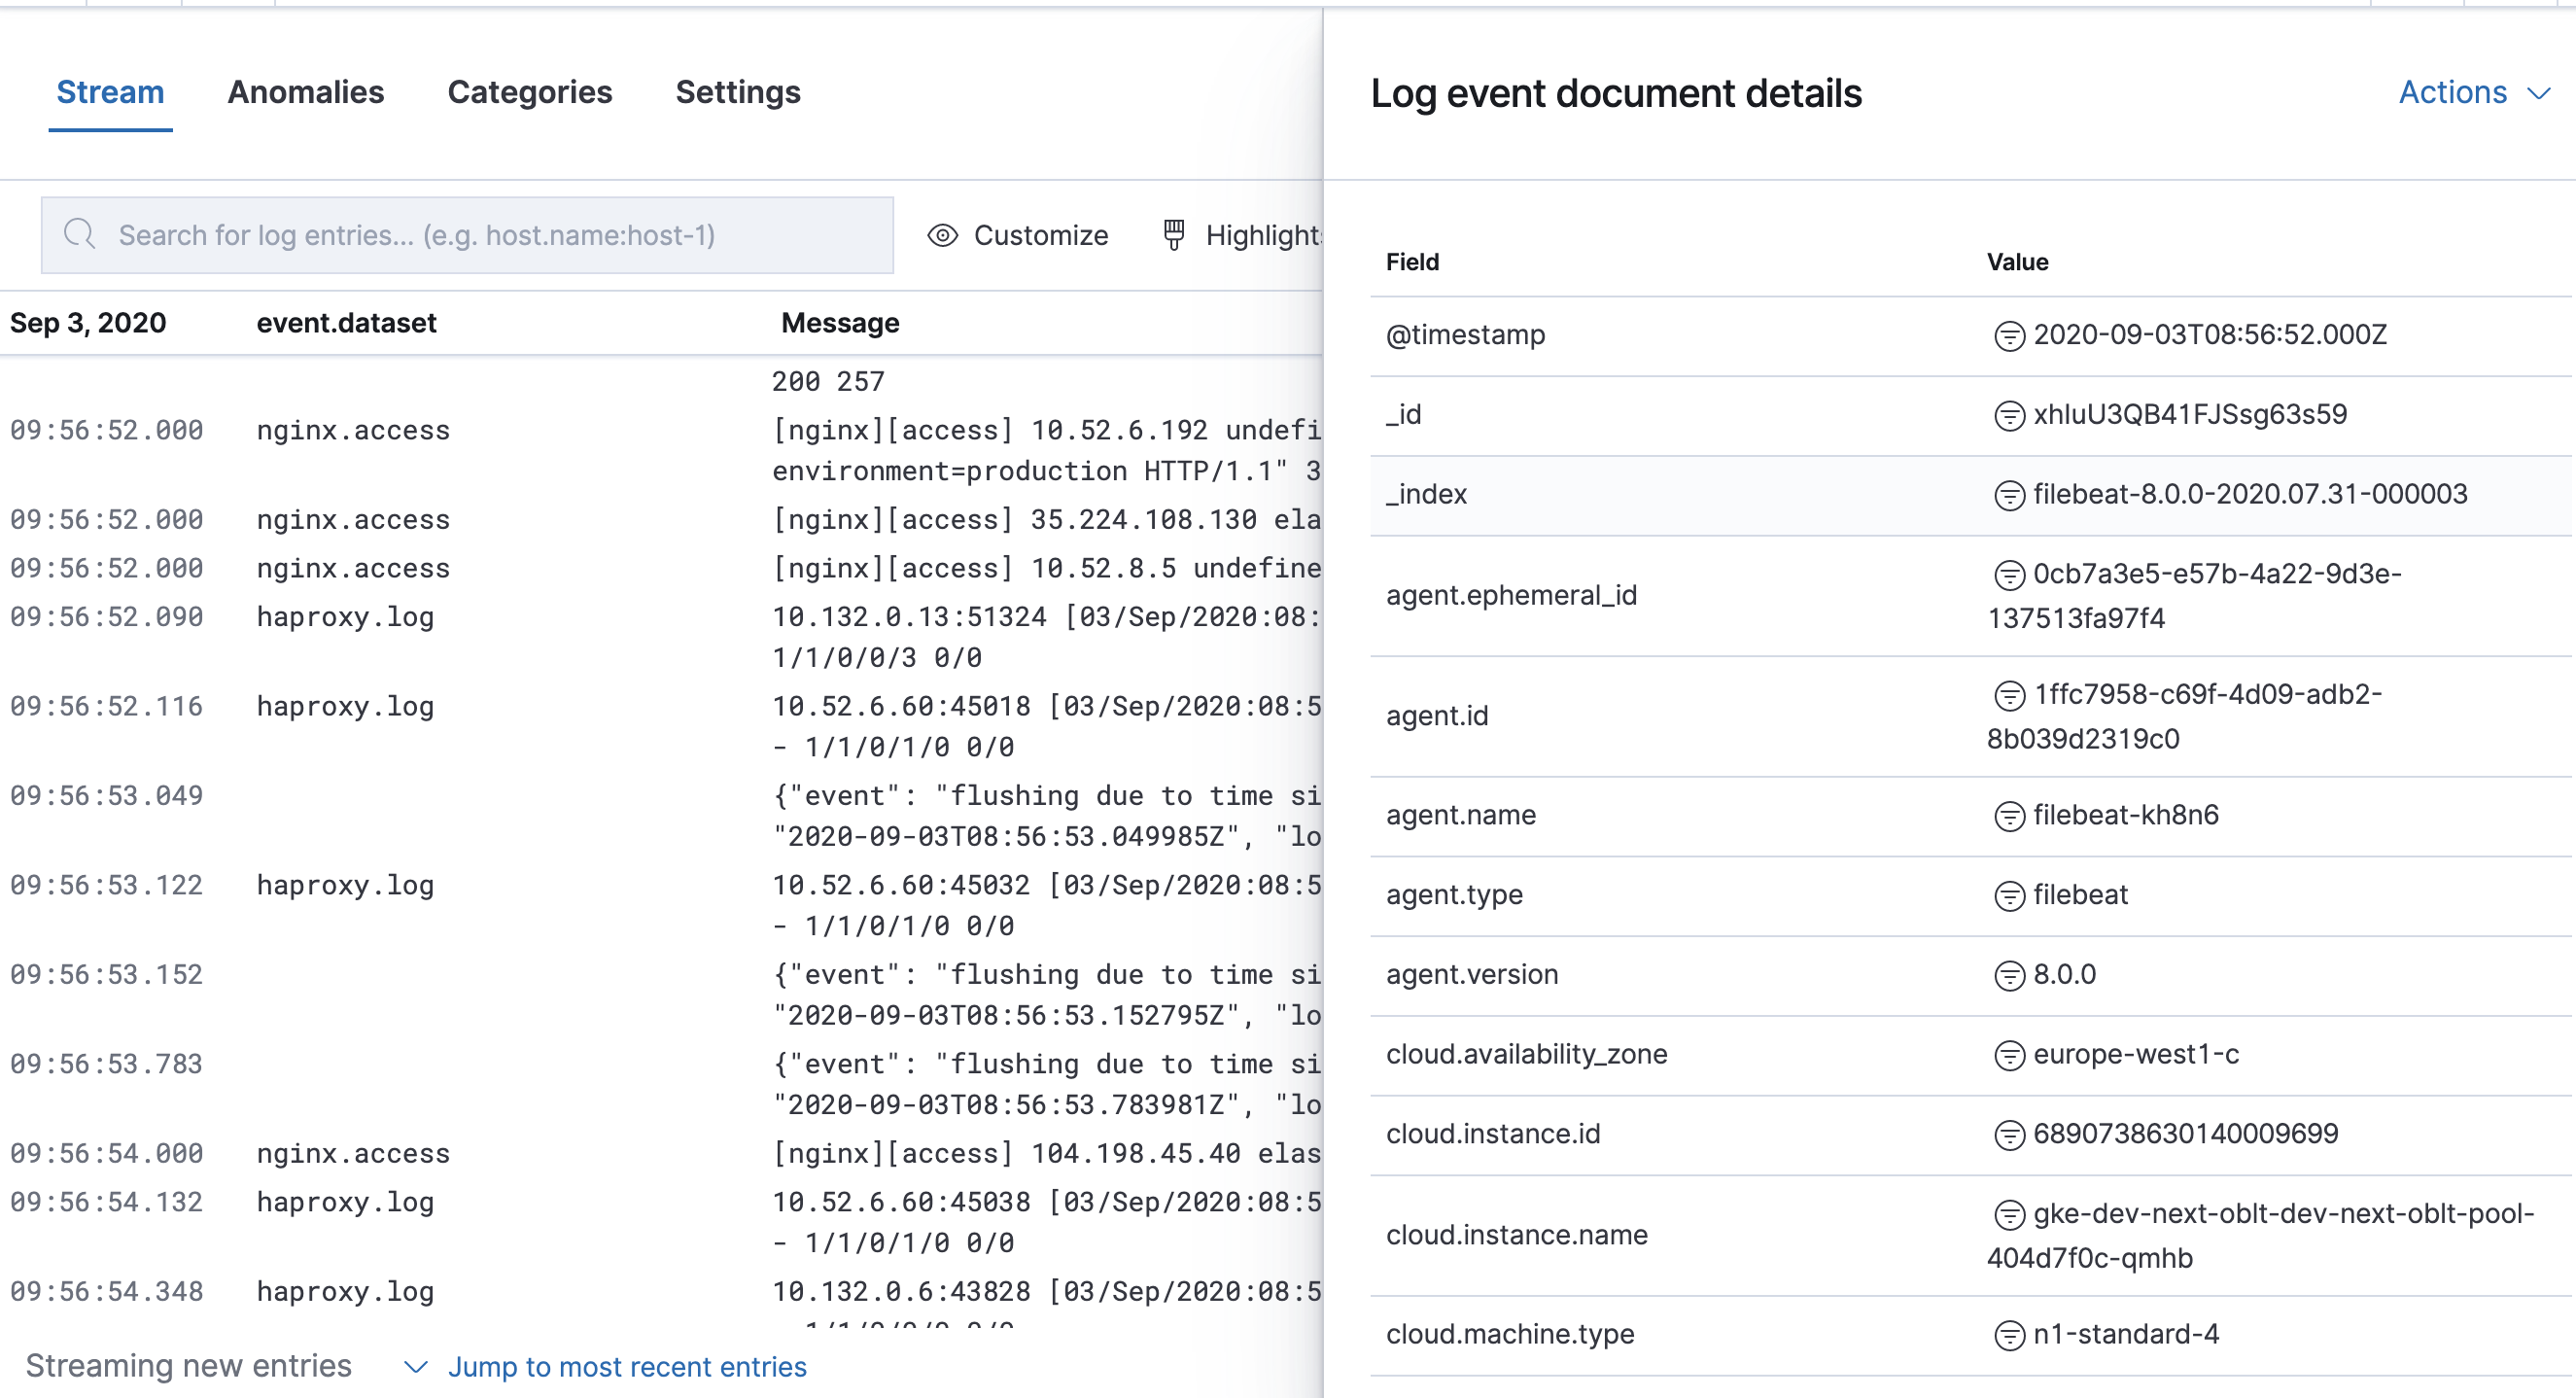 Stream Anomalies Categories Settings
Search for log entries... (e.g. host.name:host-1) Customize Highlight
Sep 3, 2020 event.dataset Message
200 257
09:56:52.000 nginx.access [nginx][access] 10.52.6.192 undefi
environment=production HTTP/1.1" 3
09:56:52.000 nginx.access [nginx][access] 35.224.108.130 ela
09:56:52.000 nginx.access [nginx][access] 10.52.8.5 undefine
09:56:52.090 haproxy.log 10.132.0.13:51324 [03/Sep/2020:08:
1/1/0/0/3 0/0
09:56:52.116 haproxy.log 10.52.6.60:45018 [03/Sep/2020:08:5
- 1/1/0/1/0 0/0
09:56:53.049 {"event": "flushing due to time si
"2020-09-03T08:56:53.049985Z", "lo
09:56:53.122 haproxy.log 10.52.6.60:45032 [03/Sep/2020:08:5
- 1/1/0/1/0 0/0
09:56:53.152 {"event": "flushing due to time si
"2020-09-03T08:56:53.152795Z", "lo
09:56:53.783 {"event": "flushing due to time si
"2020-09-03T08:56:53.783981Z", "lo
09:56:54.000 nginx.access [nginx][access] 104.198.45.40 elas
09:56:54.132 haproxy.log 10.52.6.60:45038 [03/Sep/2020:08:5
- 1/1/0/1/0 0/0
09:56:54.348 haproxy.log 10.132.0.6:43828 [03/Sep/2020:08:5
Streaming new entries Jump to most recent entries
Log event document details Actions
Field Value
@timestamp 2020-09-03T08:56:52.000Z
_id xhluU3QB41FJSsg63s59
_index filebeat-8.0.0-2020.07.31-000003
agent.ephemeral_id 0cb7a3e5-e57b-4a22-9d3e-
137513fa97f4
agent.id 1ffc7958-c69f-4d09-adb2-
8b039d2319c0
agent.name filebeat-kh8n6
agent.type filebeat
agent.version 8.0.0
cloud.availability_zone europe-west1-c
cloud.instance.id 6890738630140009699
cloud.instance.name gke-dev-next-oblt-dev-next-oblt-pool-
404d7f0c-qmhb
cloud.machine.type n1-standard-4